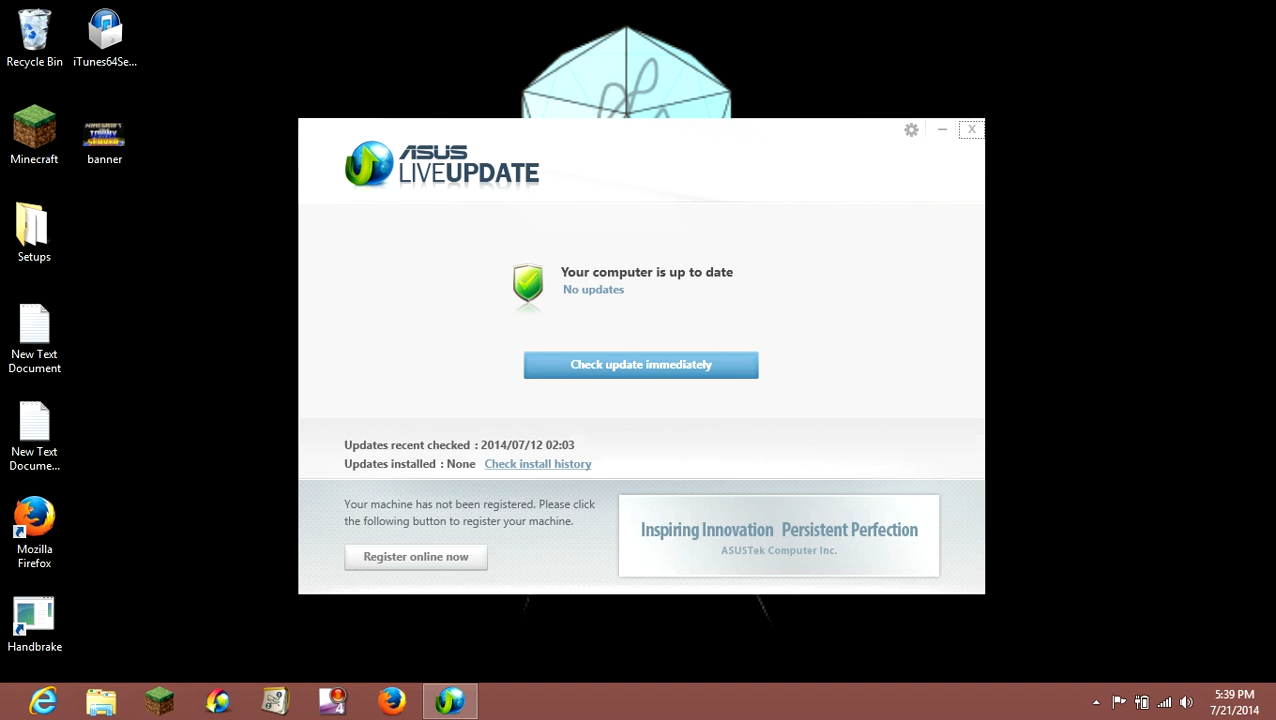 Recycle Bin
iTunes64Se...
Minecraft
banner
Setups
New Text
Document
New Text
Docume...
Mozilla
Firefox
Handbrake
X
ASUS
LIVEUPDATE
Your computer is up to date
No updates
Check update immediately
Updates recent checked : 2014/07/12 02:03
Updates installed : None Check install history
Your machine has not been registered. Please click
the following button to register your machine.
Register online now
Inspiring Innovation Persistent Perfection
ASUSTek Computer Inc.
4
5:39 PM
7/21/2014